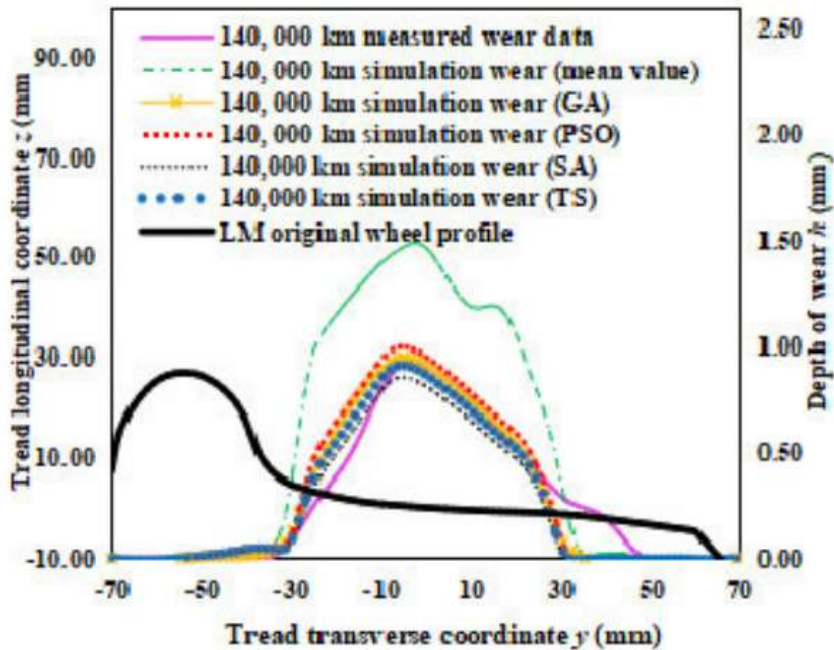 140, 000 km measured wear data
140, 000 km simulation wear (mean value)
140, 000 km simulation wear (GA)
140, 000 km simulation wear (PSO)
140,000 km simulation wear (SA)
140,000 km simulation wear (TS)
LM original wheel profile
Tread longitudinal coordinate z (mm
90.00
70.00
50.00
30.00
10.00
-10.00
Depth of wear h (mm)
2.50
2.00
1.50
1.00
0.50
0.00
-70 -50 -30 -10 10 30 50 70
Tread transverse coordinate y (mm)